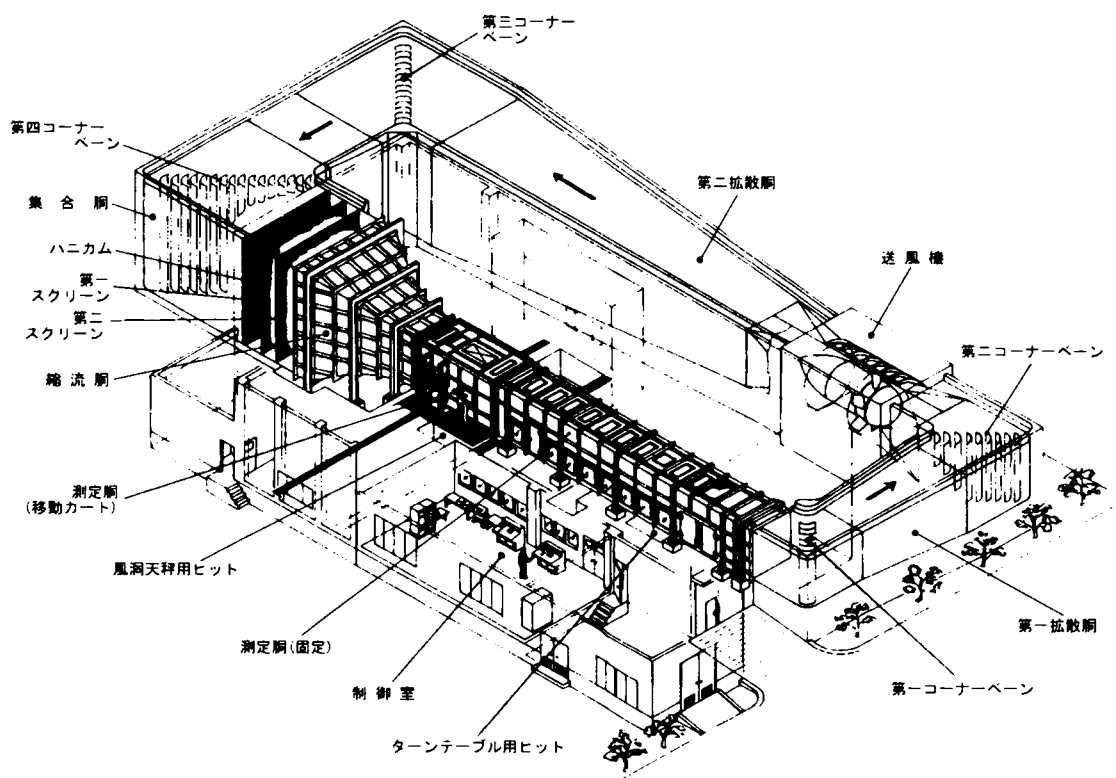 第三コーナー
ベーン
第四コーナー
ベーン
集合胴
ハニカム
第一
スクリーン
第二
スクリーン
縮流胴
測定胴
(移動カート)
風洞天秤用ピット
測定胴(固定)
制御室
ターンテーブル用ピット
第二拡散胴
送風機
第二コーナーベーン
第一拡散胴
第一コーナーベーン